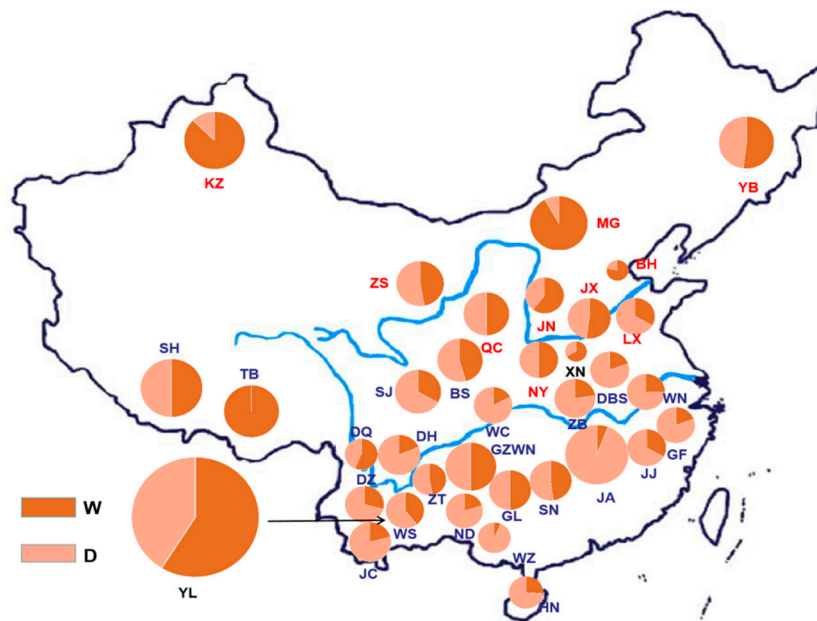 KZ
YB
MG
BH
ZS
JX
JN
LX
QC
SH
TB
XN
NY
SJ
BS
DBS
WN
WC
ZB
DQ
DH
GZWN
GF
DZ
JJ
ZT
JA
SN
GL
W
WS
ND
D
WZ
JC
YL
HN